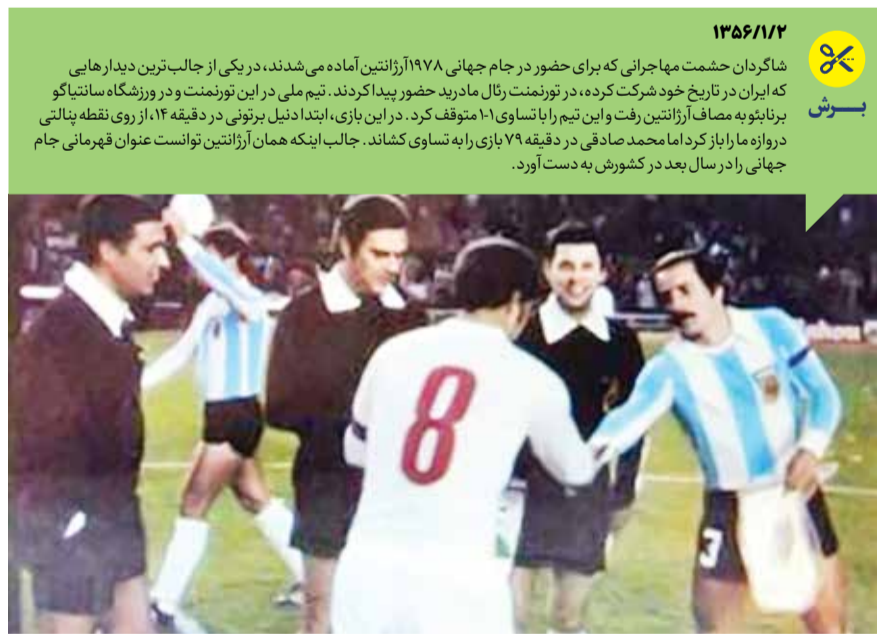 ۱۳۵۶/۱/۲
شاگردان حشمت مهاجرانی که برای حضور در جام جهانی ۱۹۷۸آرژانتین آماده می‌شدند، در یکی از جالب‌ترین دیدارهایی
که ایران در تاریخ خود شرکت کرده، در تورنمنت رئال مادرید حضور پیدا کردند. تیم ملی در این تورنمنت و در ورزشگاه سانتیاگو
برنابئو به مصاف آرژانتین رفت و این تیم را با تساوی ۱-۱ متوقف کرد. در این بازی، ابتدا دنیل برتونی در دقیقه ۱۴، از روی نقطه پنالتی
دروازه ما را باز کرد اما محمد صادقی در دقیقه ۷۹ بازی را به تساوی کشاند. جالب اینکه همان آرژانتین توانست عنوان قهرمانی جام
جهانی را در سال بعد در کشورش به دست آورد.
بـــرش
8
3